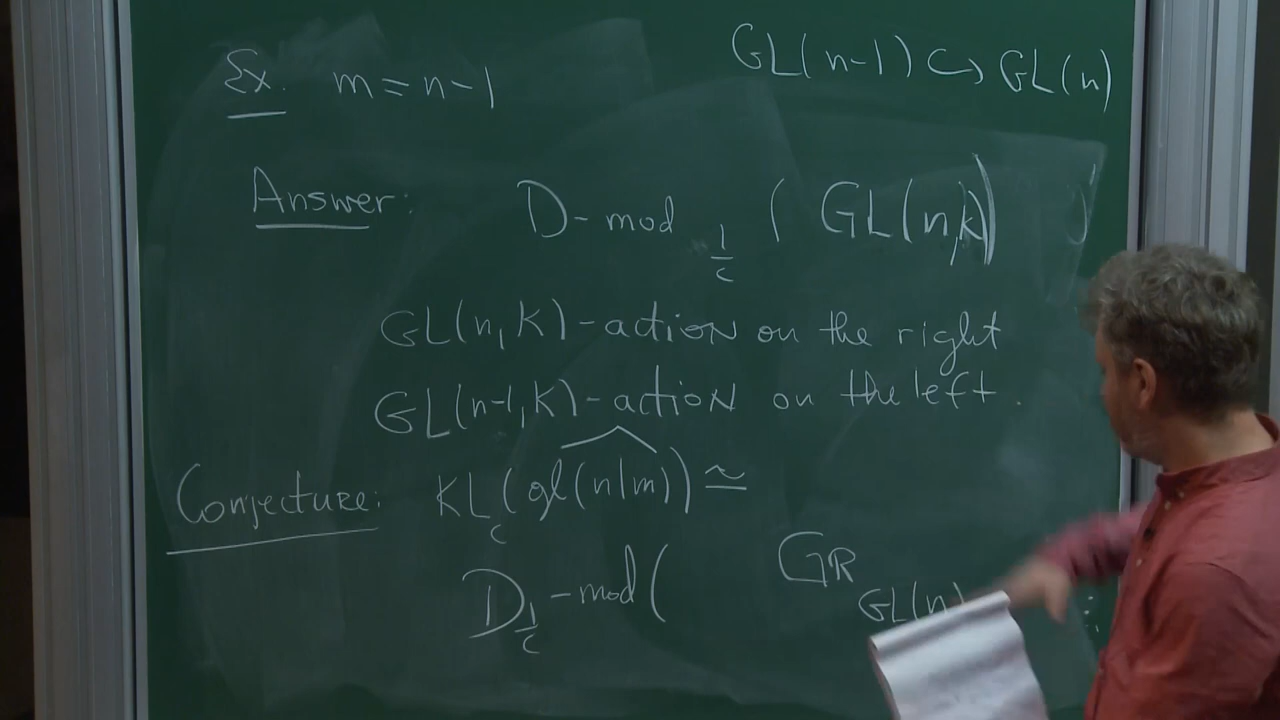 Ex. m = n-1 GL(n-1) ↪ GL(n)
Answer: D-mod_{1/c} ( GL(n,K) )
GL(n,K)-action on the right
GL(n-1,K)-action on the left.
Conjecture: KL_c(\widehat{gl(n|m)}) ≃
D_{1/c}-mod( Gr_{GL(n)}